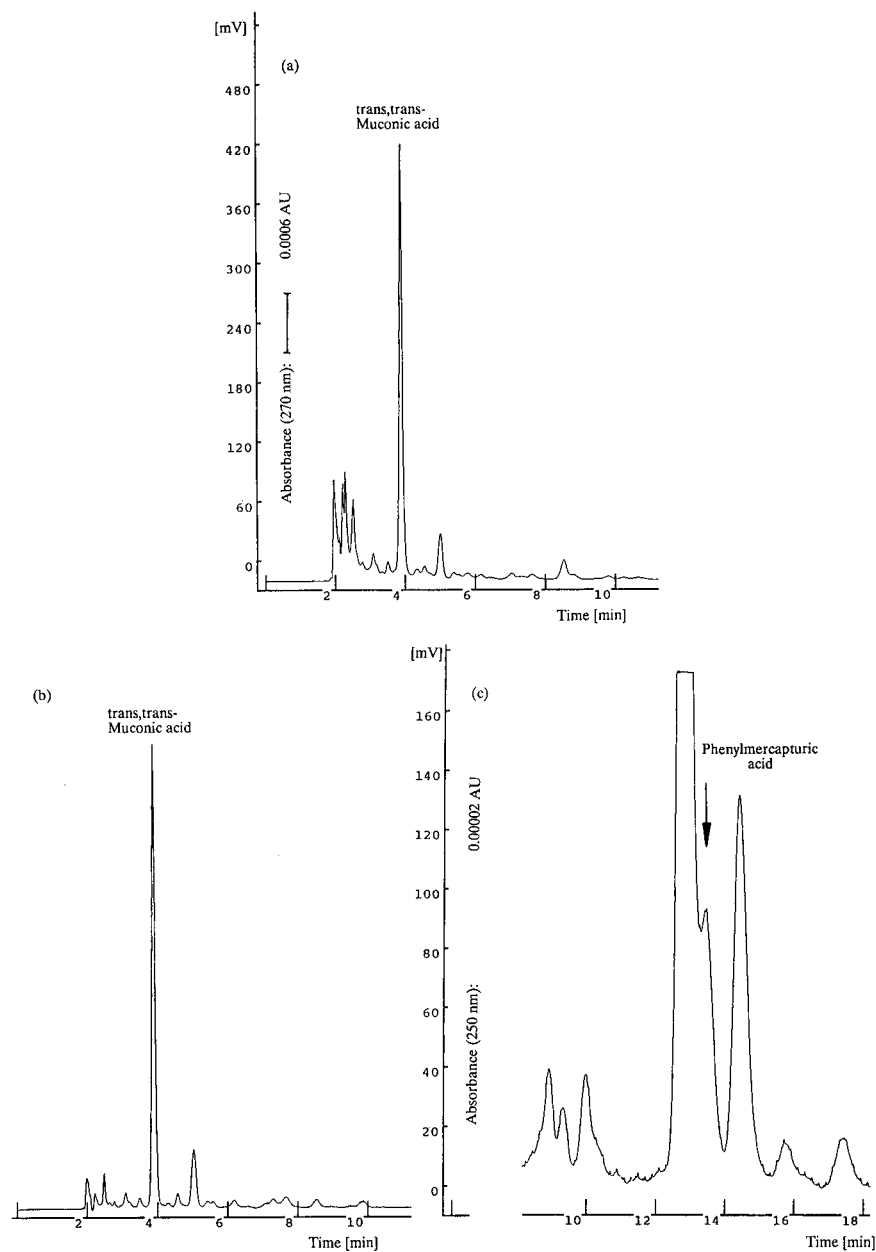 [mV]
(a)
trans,trans-
Muconic acid
480
420
360
300
240
180
120
60
0
Absorbance (270 nm):
0.0006 AU
2
4
6
8
10
Time [min]
(b)
trans,trans-
Muconic acid
2
4
6
8
10
Time [min]
[mV]
(c)
Phenylmercapturic
acid
160
140
120
100
80
60
40
20
0
Absorbance (250 nm):
0.00002 AU
10
12
14
16
18
Time [min]